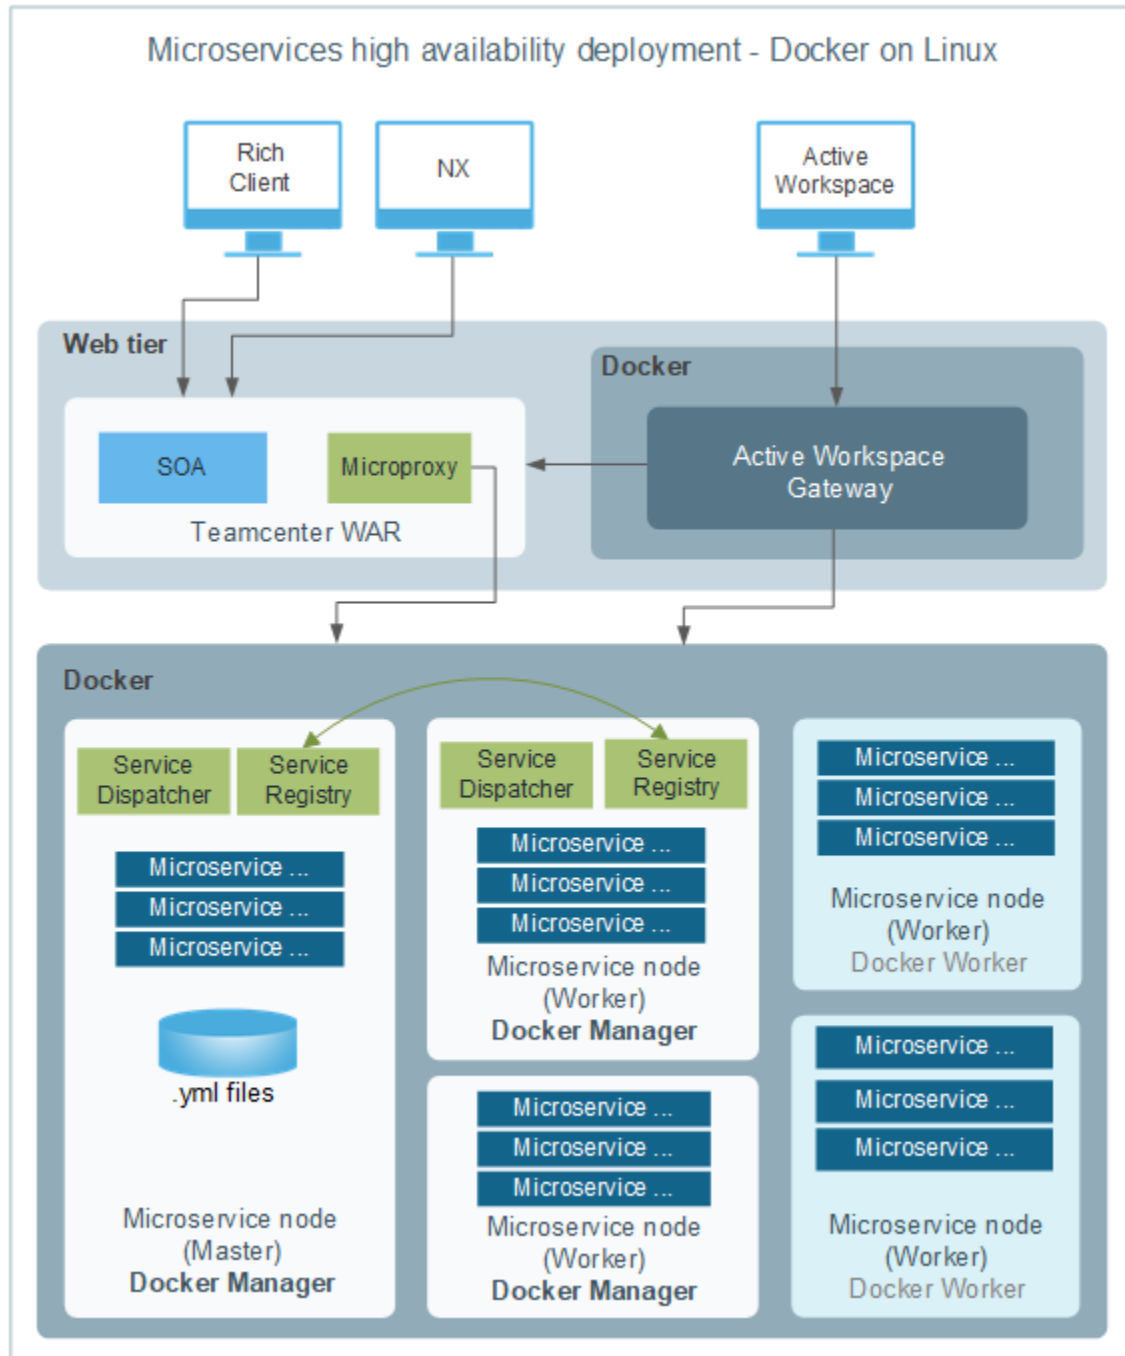 Microservices high availability deployment - Docker on Linux
Rich
Client
NX
Active
Workspace
Web tier
Docker
SOA
Microproxy
Teamcenter WAR
Active Workspace
Gateway
Docker
Service
Dispatcher
Service
Registry
Microservice ...
Microservice ...
Microservice ...
.yml files
Microservice node
(Master)
Docker Manager
Service
Dispatcher
Service
Registry
Microservice ...
Microservice ...
Microservice ...
Microservice node
(Worker)
Docker Manager
Microservice ...
Microservice ...
Microservice ...
Microservice node
(Worker)
Docker Manager
Microservice ...
Microservice ...
Microservice ...
Microservice node
(Worker)
Docker Worker
Microservice ...
Microservice ...
Microservice ...
Microservice node
(Worker)
Docker Worker